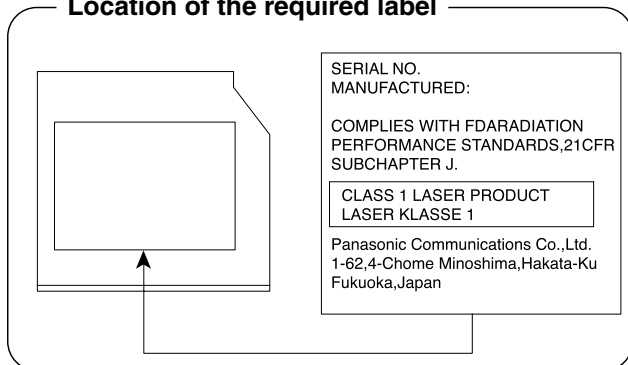 Location of the required label
SERIAL NO.
MANUFACTURED:
COMPLIES WITH FDARADIATION
PERFORMANCE STANDARDS,21CFR
SUBCHAPTER J.
CLASS 1 LASER PRODUCT
LASER KLASSE 1
Panasonic Communications Co.,Ltd.
1-62,4-Chome Minoshima,Hakata-Ku
Fukuoka,Japan